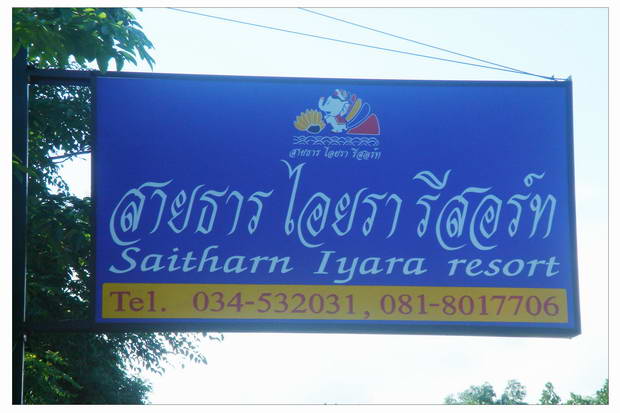 สายธาร ไอยรา รีสอร์ท
สายธาร ไอยรา รีสอร์ท
Saitharn Iyara resort
Tel. 034-532031, 081-8017706